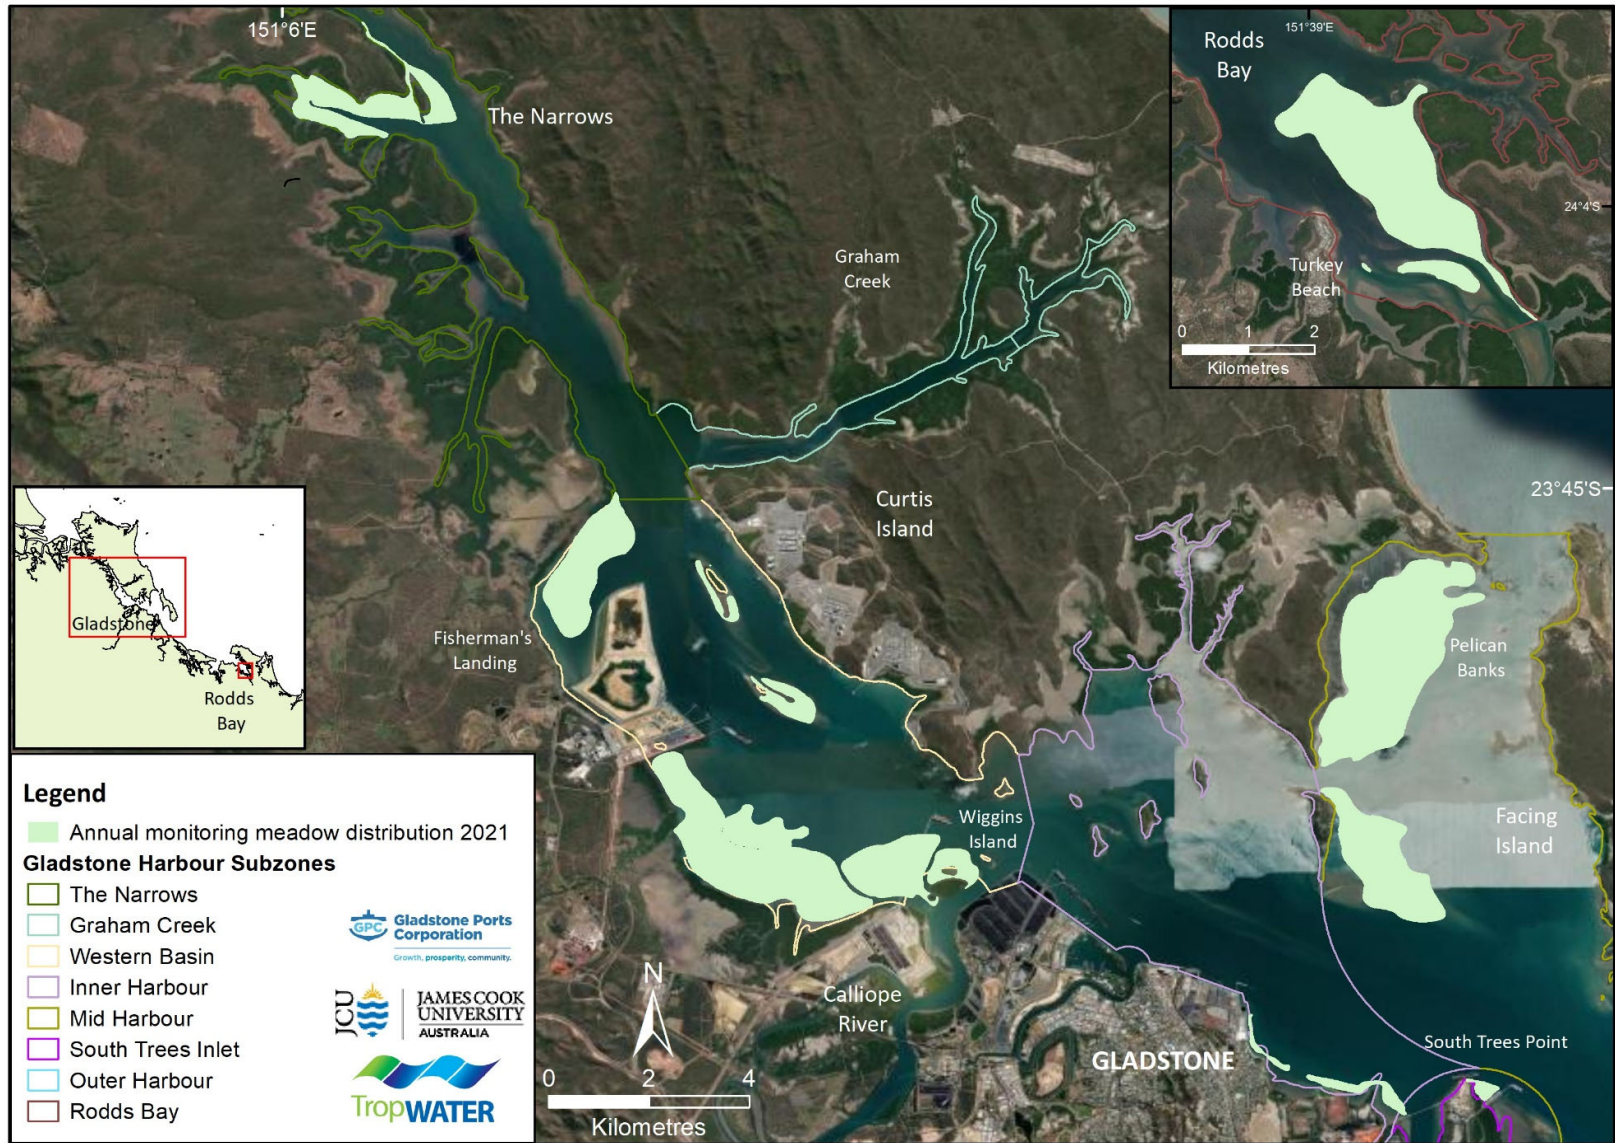 151°6'E
The Narrows
Graham
Creek
Rodds
Bay
151°39'E
24°4'S
Turkey
Beach
0 1 2
Kilometres
23°45'S
Curtis
Island
Fisherman's
Landing
Pelican
Banks
Wiggins
Island
Facing
Island
Calliope
River
GLADSTONE
South Trees Point
N
0 2 4
Kilometres
Gladstone
Rodds
Bay
Legend
Annual monitoring meadow distribution 2021
Gladstone Harbour Subzones
The Narrows
Graham Creek
Western Basin
Inner Harbour
Mid Harbour
South Trees Inlet
Outer Harbour
Rodds Bay
GPC
Gladstone Ports
Corporation
Growth, prosperity, community.
JCU
JAMES COOK
UNIVERSITY
AUSTRALIA
TropWATER